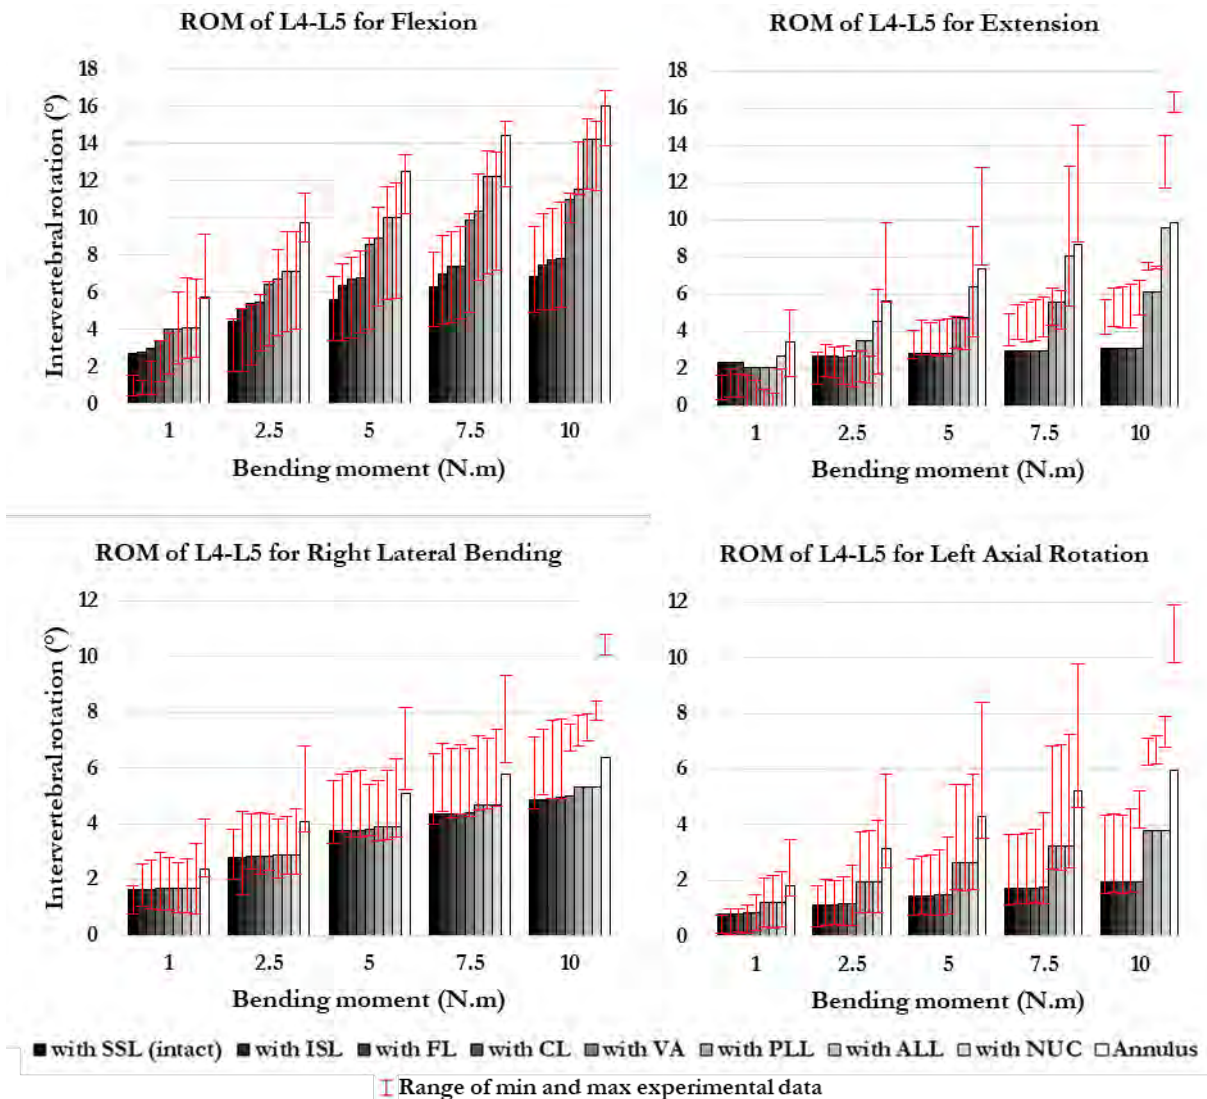 ROM of L4-L5 for Flexion
Intervertebral rotation (°)
18
16
14
12
10
8
6
4
2
0
1 2.5 5 7.5 10
Bending moment (N.m)
ROM of L4-L5 for Extension
18
16
14
12
10
8
6
4
2
0
1 2.5 5 7.5 10
Bending moment (N.m)
ROM of L4-L5 for Right Lateral Bending
Intervertebral rotation (°)
12
10
8
6
4
2
0
1 2.5 5 7.5 10
Bending moment (N.m)
ROM of L4-L5 for Left Axial Rotation
12
10
8
6
4
2
0
1 2.5 5 7.5 10
Bending moment (N.m)
with SSL (intact) with ISL with FL with CL with VA with PLL with ALL with NUC Annulus
Range of min and max experimental data